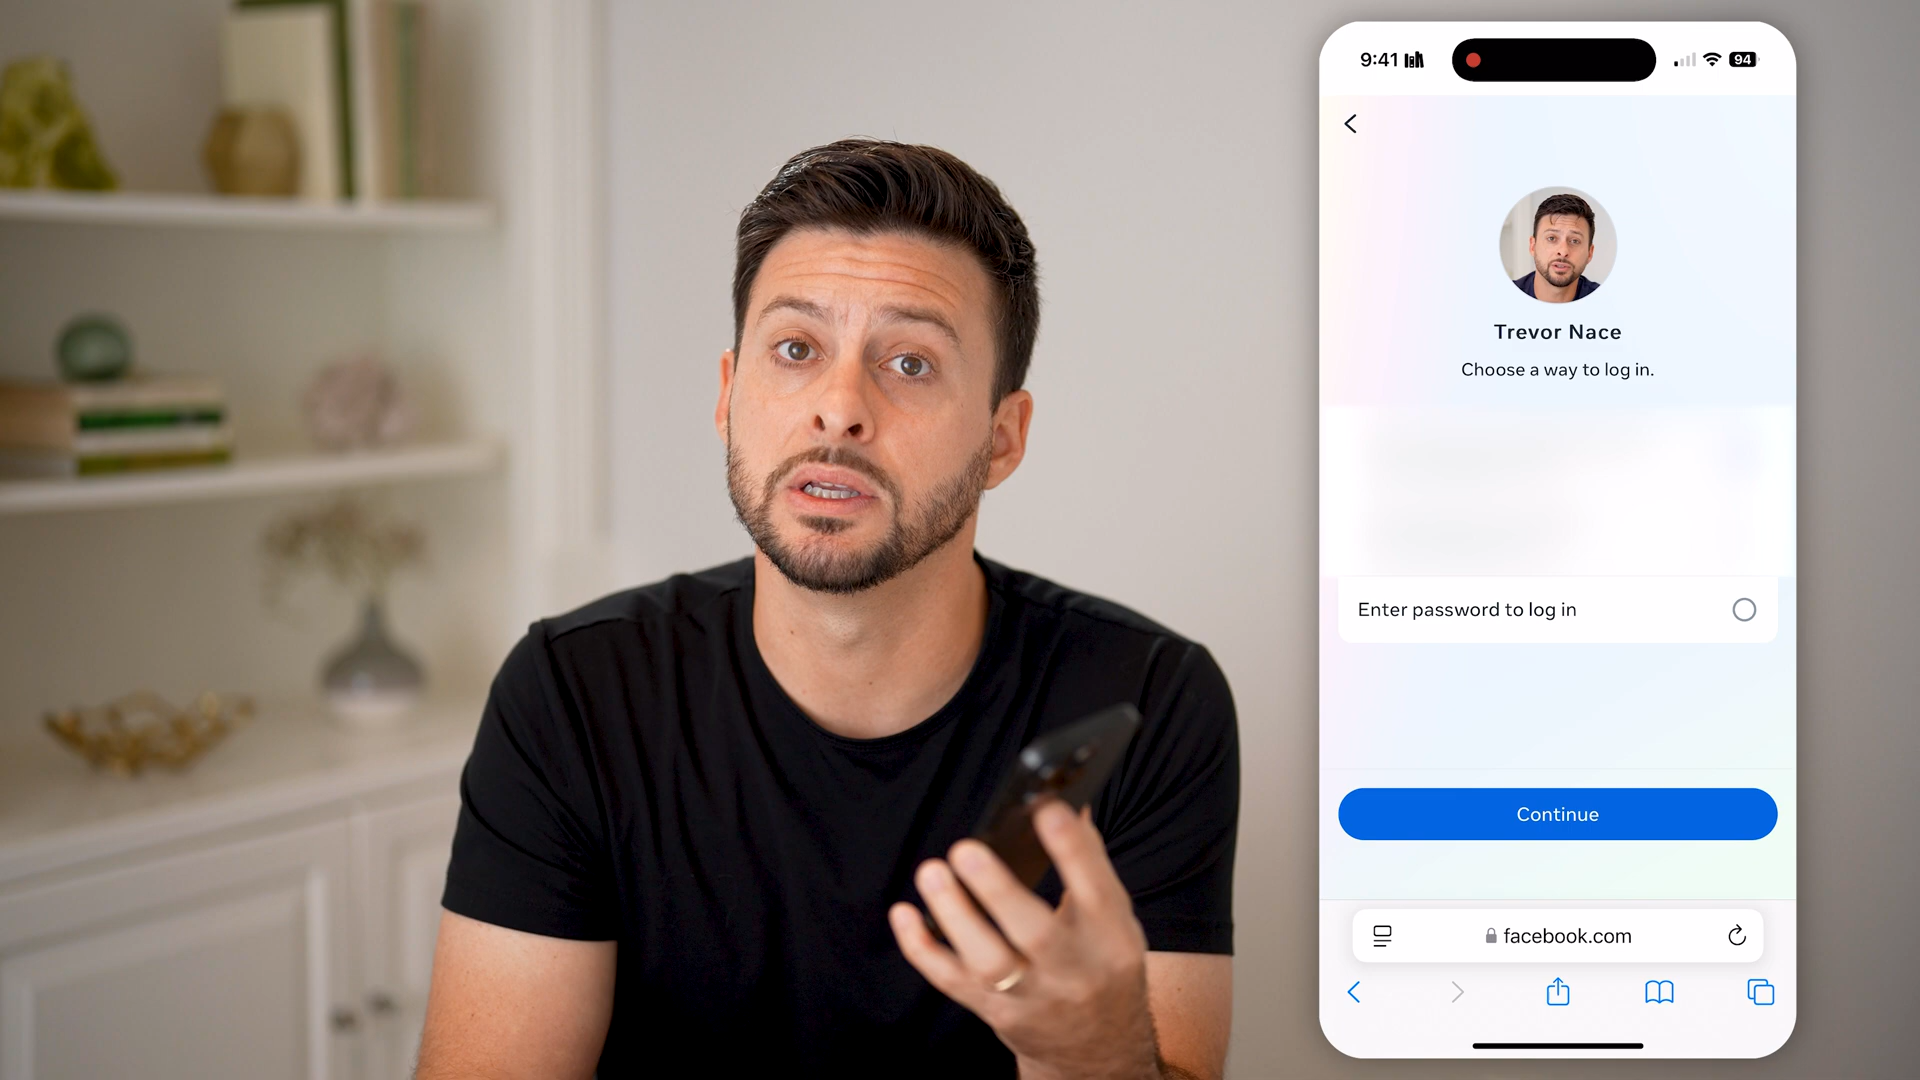 9:41
94
Trevor Nace
Choose a way to log in.
Enter password to log in
Continue
facebook.com